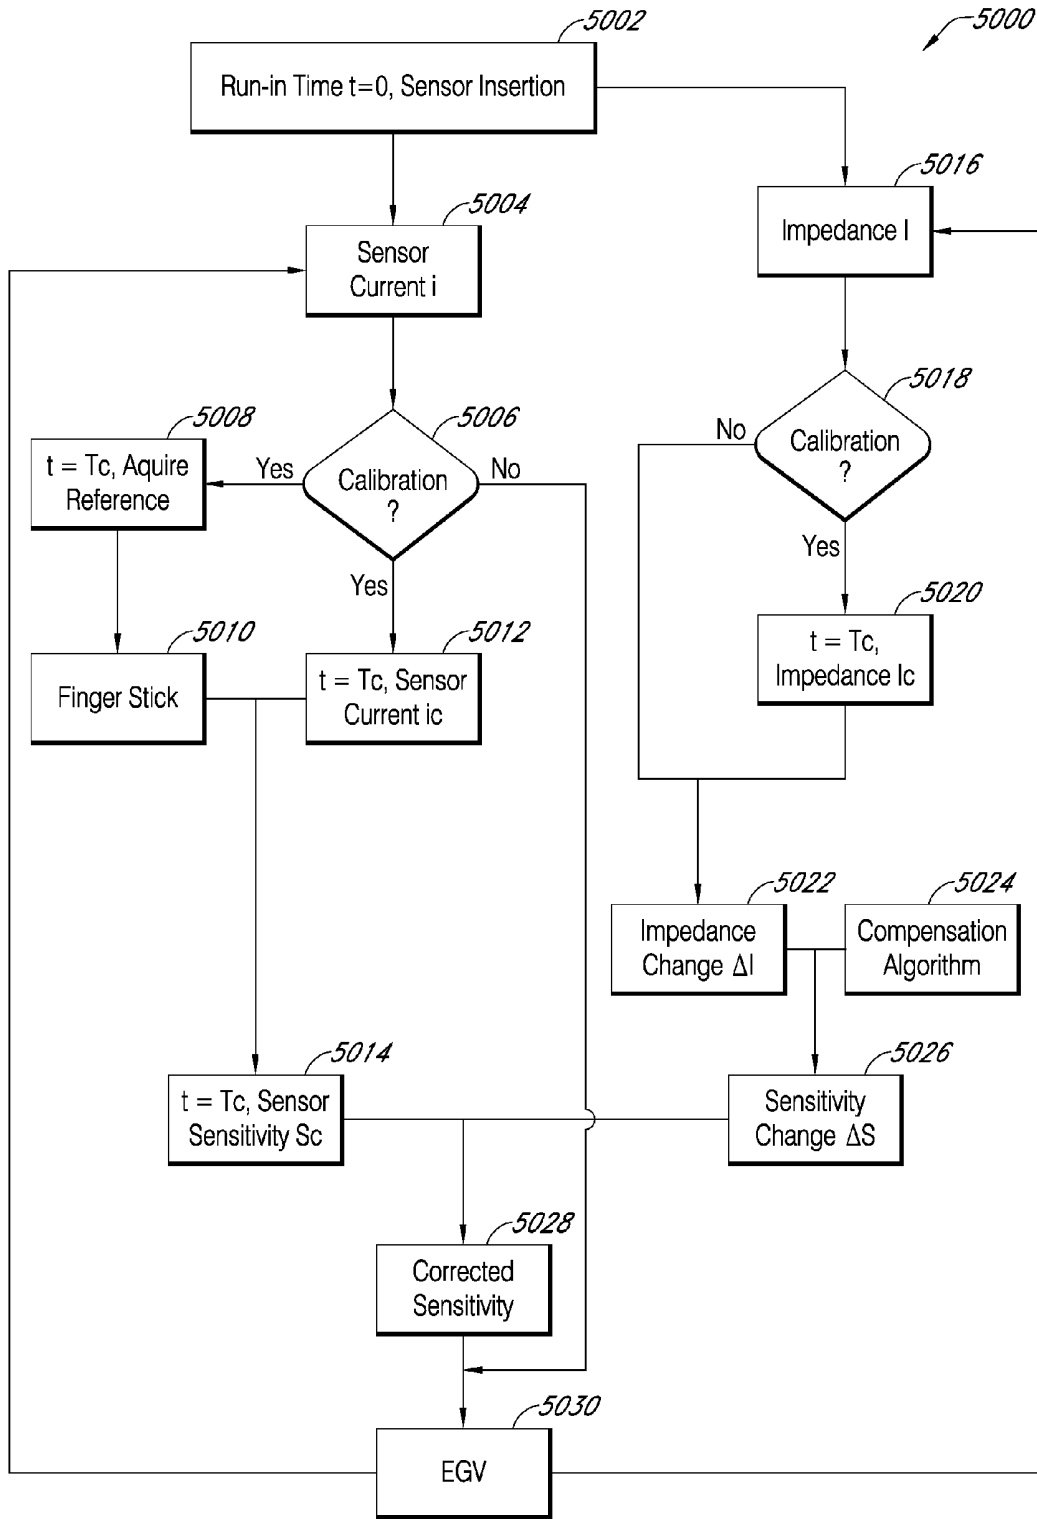 5000
5002
Run-in Time t=0, Sensor Insertion
5004
Sensor
Current i
5016
Impedance I
5006
Calibration
?
Yes
No
Yes
5008
t = Tc, Aquire
Reference
5018
Calibration
?
No
Yes
5010
Finger Stick
5012
t = Tc, Sensor
Current ic
5020
t = Tc,
Impedance Ic
5022
Impedance
Change ΔI
5024
Compensation
Algorithm
5014
t = Tc, Sensor
Sensitivity Sc
5026
Sensitivity
Change ΔS
5028
Corrected
Sensitivity
5030
EGV